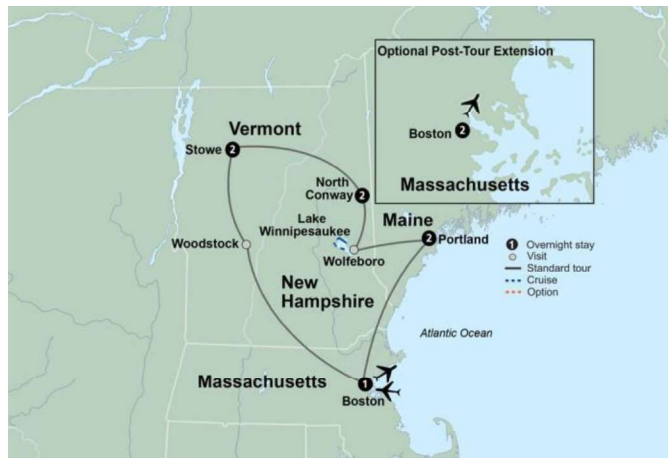 Optional Post-Tour Extension
Boston 2
Massachusetts
Vermont
Stowe 2
North
Conway 2
Lake
Winnipesaukee
Maine
2 Portland
Woodstock
Wolfeboro
New
Hampshire
1 Overnight stay
Visit
Standard tour
Cruise
Option
Atlantic Ocean
Massachusetts
1
Boston